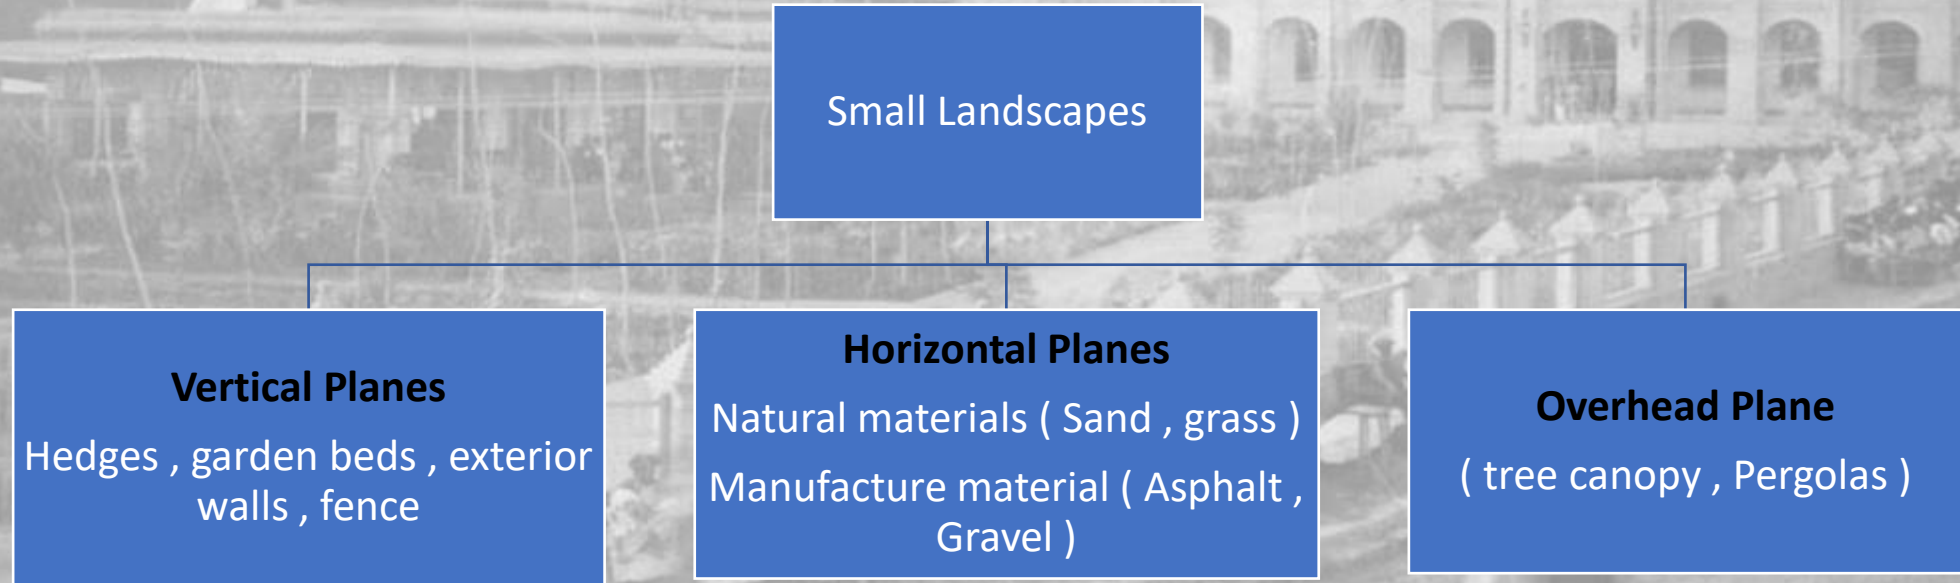 Small Landscapes
Vertical Planes
Hedges , garden beds , exterior
walls , fence
Horizontal Planes
Natural materials ( Sand , grass )
Manufacture material ( Asphalt ,
Gravel )
Overhead Plane
( tree canopy , Pergolas )